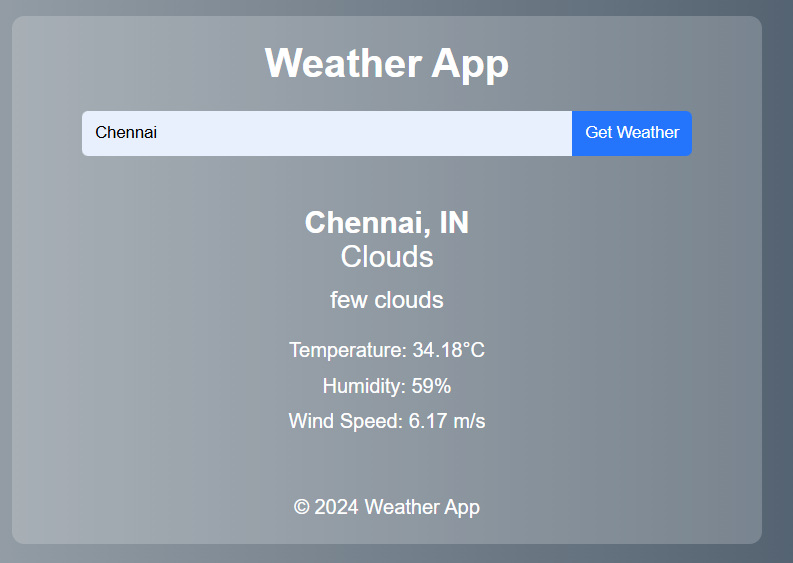 Weather App
Chennai
Get Weather
Chennai, IN
Clouds
few clouds
Temperature: 34.18°C
Humidity: 59%
Wind Speed: 6.17 m/s
© 2024 Weather App